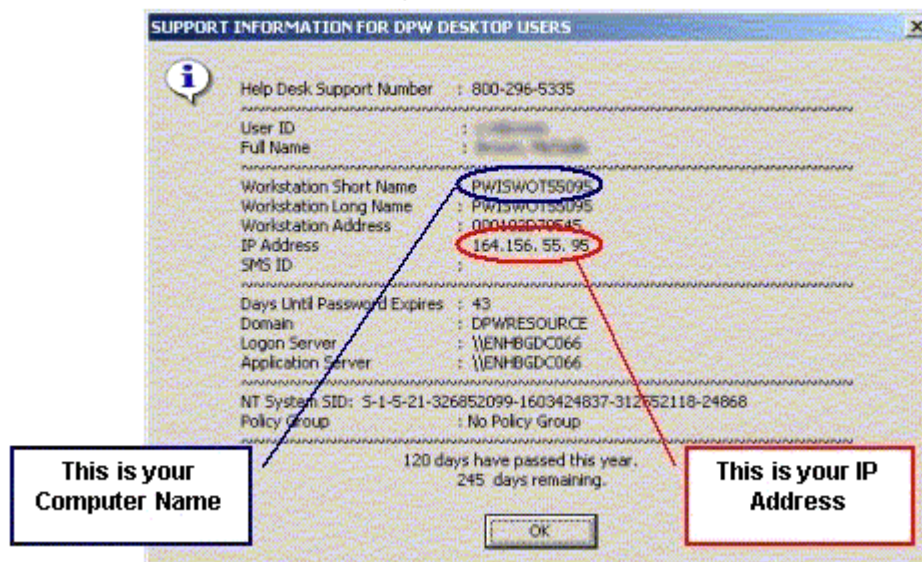 SUPPORT INFORMATION FOR DPW DESKTOP USERS
Help Desk Support Number : 800-296-5335
User ID :
Full Name :
Workstation Short Name : PWISWOT55095
Workstation Long Name : PWISWOT55095
Workstation Address : 000102D79545
IP Address : 164.156. 55. 95
SMS ID :
Days Until Password Expires : 43
Domain : DPWRESOURCE
Logon Server : \\ENHBGDC066
Application Server : \\ENHBGDC066
NT System SID: S-1-5-21-326852099-1603424837-312552118-24868
Policy Group : No Policy Group
120 days have passed this year.
245 days remaining.
OK
This is your
Computer Name
This is your IP
Address